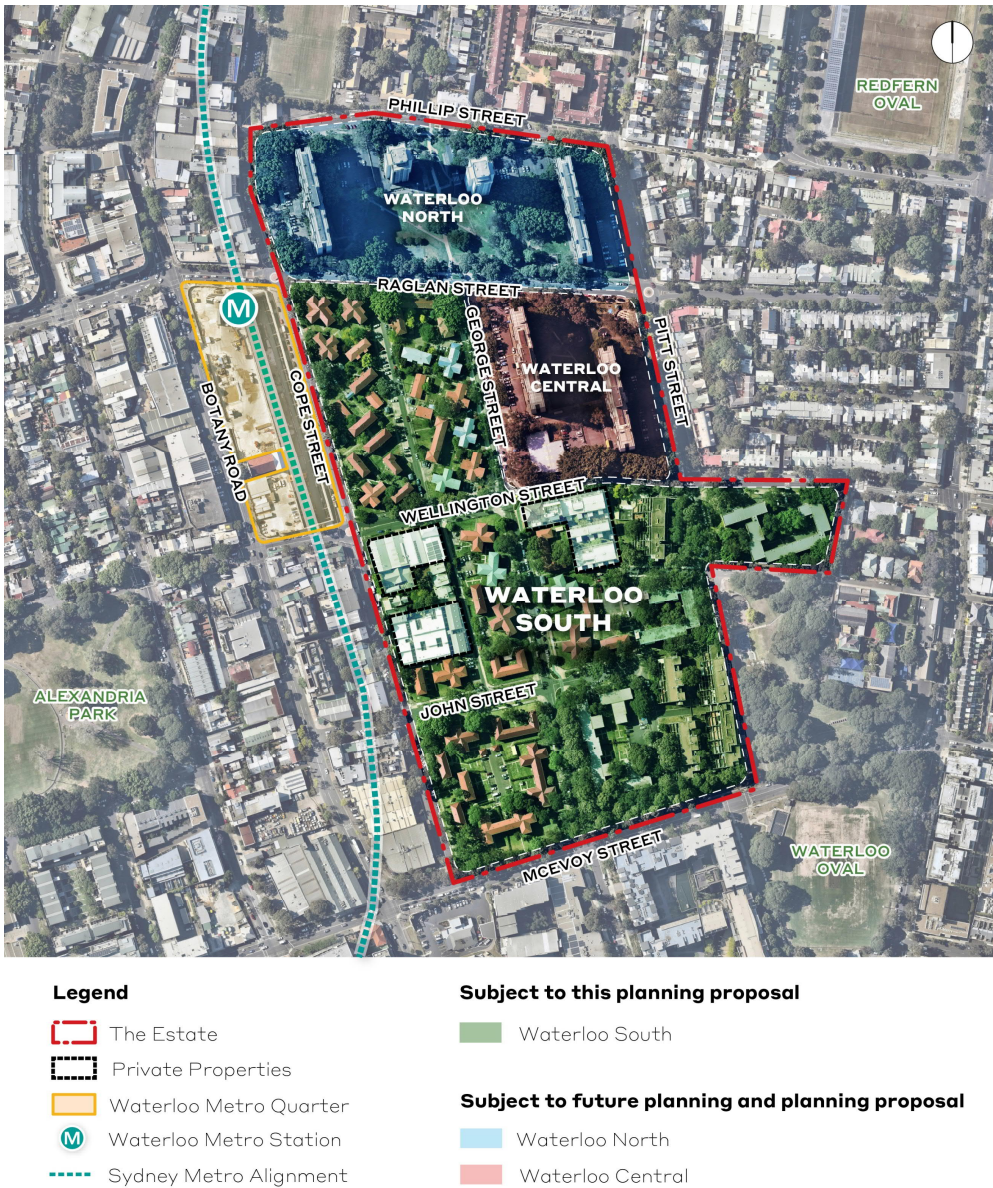 PHILLIP STREET
REDFERN
OVAL
WATERLOO
NORTH
RAGLAN STREET
M
GEORGE STREET
PITT STREET
WATERLOO
CENTRAL
COPE STREET
BOTANY ROAD
WELLINGTON STREET
WATERLOO
SOUTH
ALEXANDRIA
PARK
JOHN STREET
MCEVOY STREET
WATERLOO
OVAL
Legend
The Estate
Private Properties
Waterloo Metro Quarter
M Waterloo Metro Station
Sydney Metro Alignment
Subject to this planning proposal
Waterloo South
Subject to future planning and planning proposal
Waterloo North
Waterloo Central